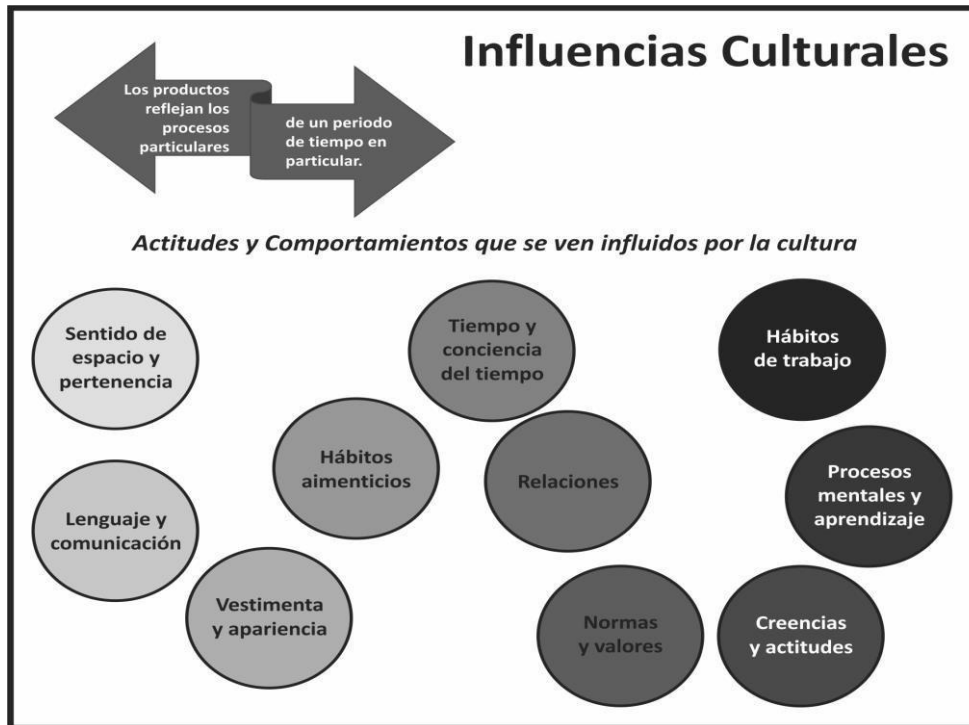 Influencias Culturales
Los productos
reflejan los
procesos
particulares
de un periodo
de tiempo en
particular.
Actitudes y Comportamientos que se ven influidos por la cultura
Sentido de
espacio y
pertenencia
Lenguaje y
comunicación
Vestimenta
y apariencia
Hábitos
aimenticios
Tiempo y
conciencia
del tiempo
Relaciones
Normas
y valores
Creencias
y actitudes
Procesos
mentales y
aprendizaje
Hábitos
de trabajo